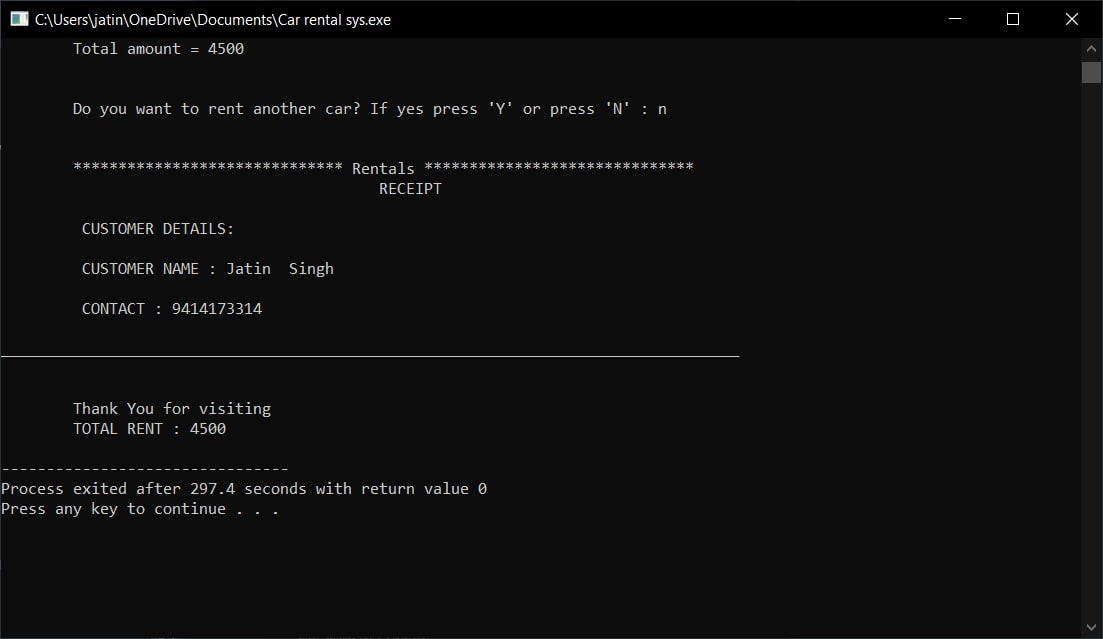 C:\Users\jatin\OneDrive\Documents\Car rental sys.exe
Total amount = 4500
Do you want to rent another car? If yes press 'Y' or press 'N' : n
****************************** Rentals ******************************
RECEIPT
CUSTOMER DETAILS:
CUSTOMER NAME : Jatin  Singh
CONTACT : 9414173314
Thank You for visiting
TOTAL RENT : 4500
--------------------------------
Process exited after 297.4 seconds with return value 0
Press any key to continue . . .